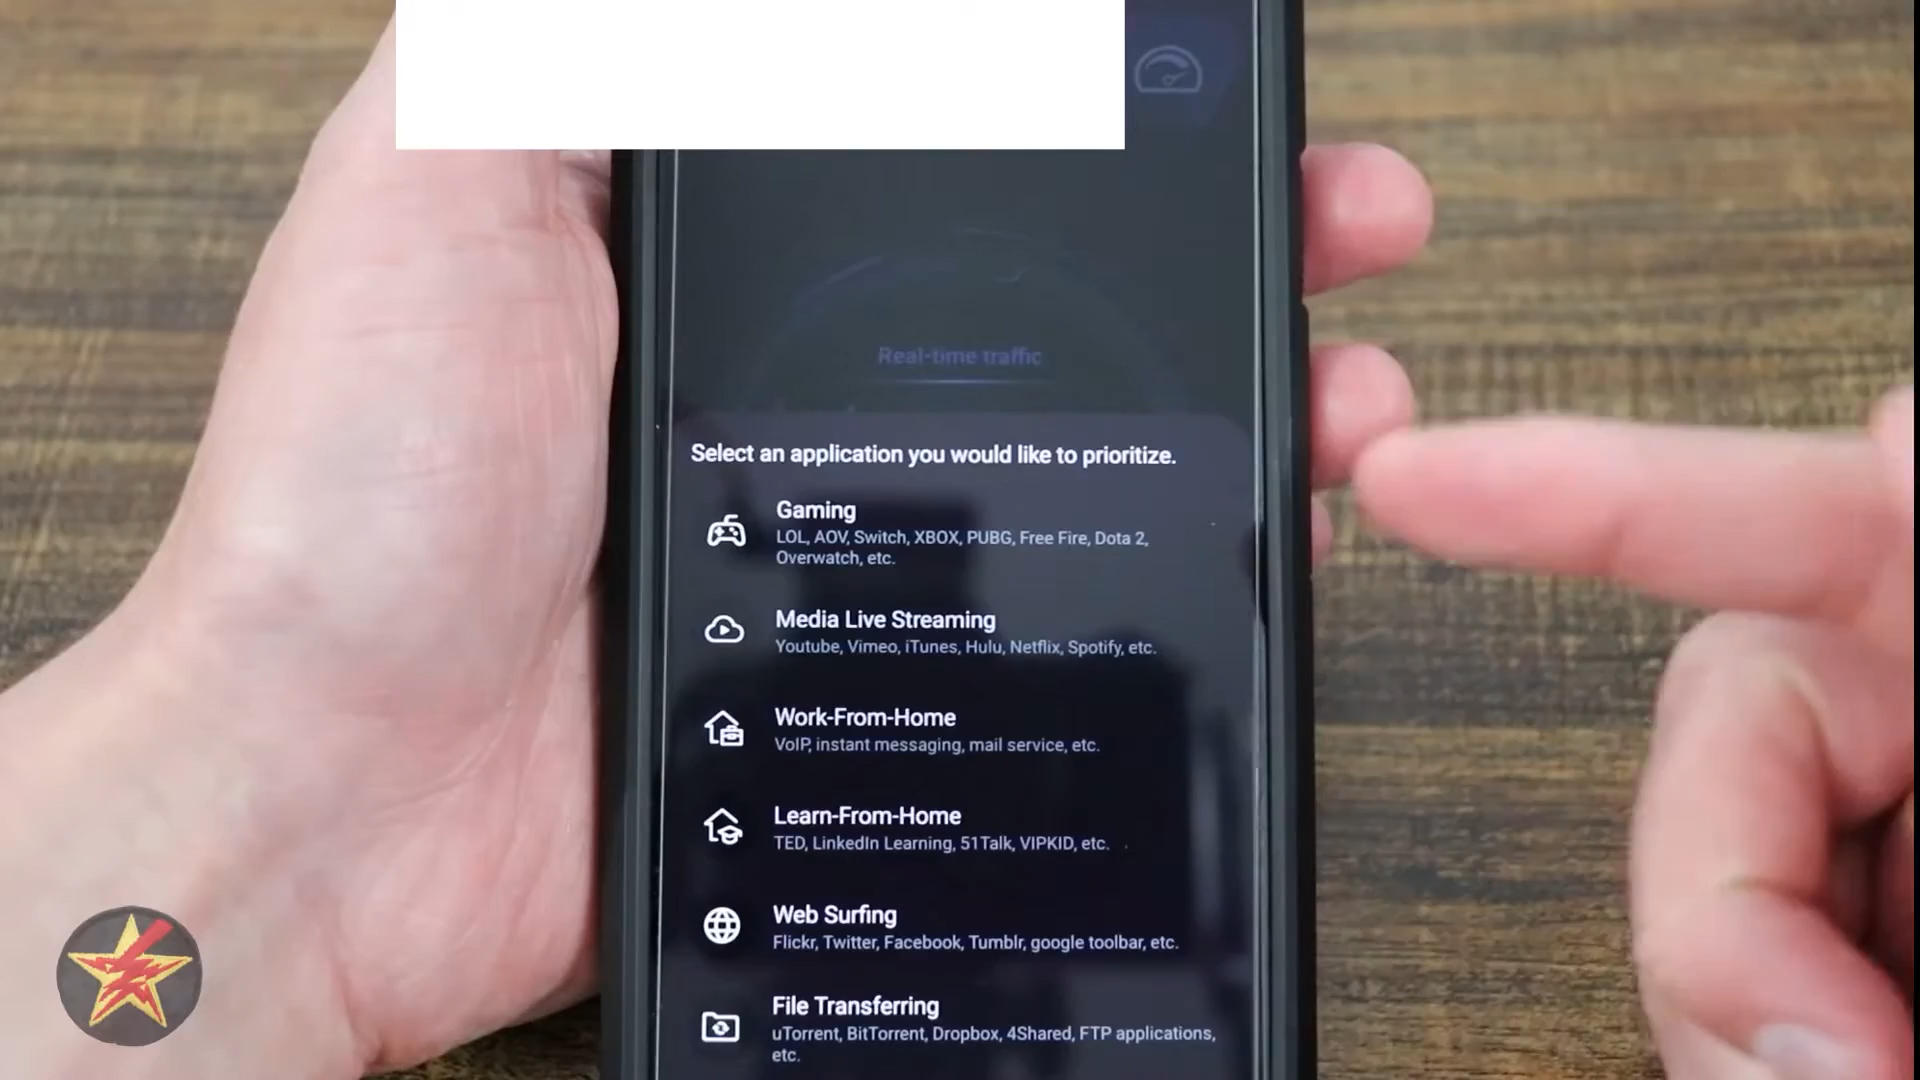 Real-time traffic
Select an application you would like to prioritize.
Gaming
LOL, AOV, Switch, XBOX, PUBG, Free Fire, Dota 2,
Overwatch, etc.
Media Live Streaming
Youtube, Vimeo, iTunes, Hulu, Netflix, Spotify, etc.
Work-From-Home
VoIP, instant messaging, mail service, etc.
Learn-From-Home
TED, LinkedIn Learning, 51Talk, VIPKID, etc.
Web Surfing
Flickr, Twitter, Facebook, Tumblr, google toolbar, etc.
File Transferring
uTorrent, BitTorrent, Dropbox, 4Shared, FTP applications,
etc.